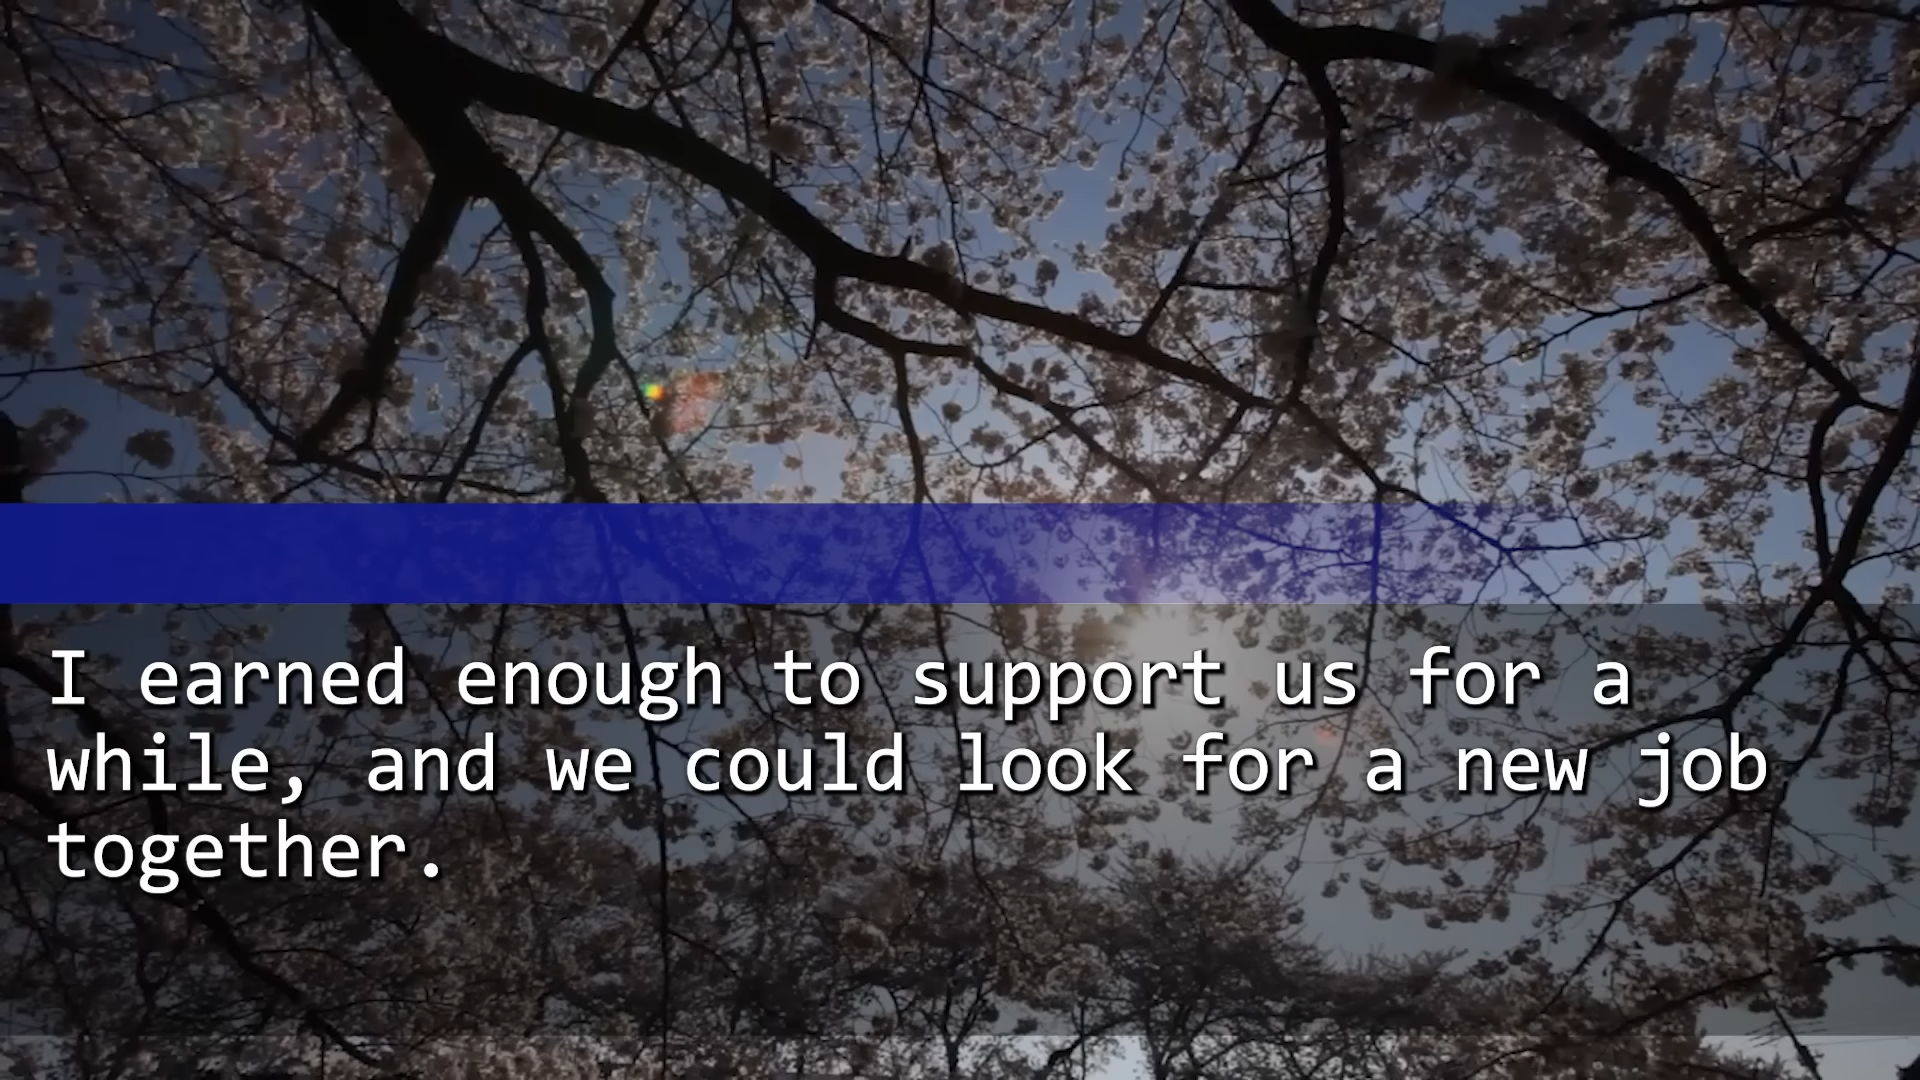 I earned enough to support us for a
while, and we could look for a new job
together.